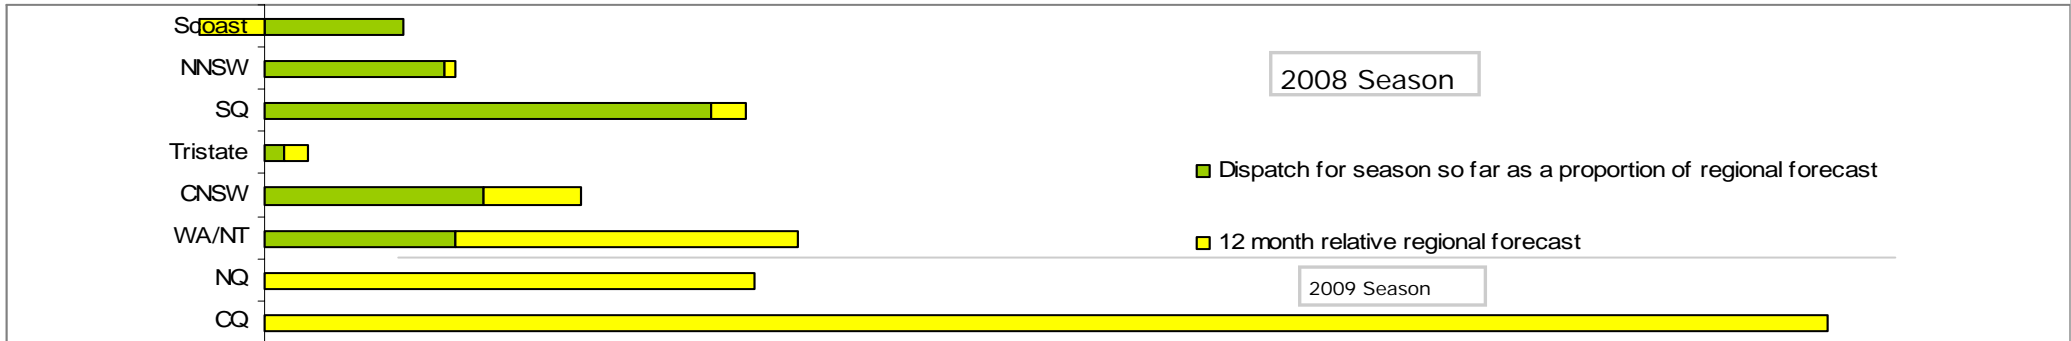 Scoast
NNSW
2008 Season
SQ
Tristate
Dispatch for season so far as a proportion of regional forecast
CNSW
WA/NT
12 month relative regional forecast
NQ
2009 Season
CQ